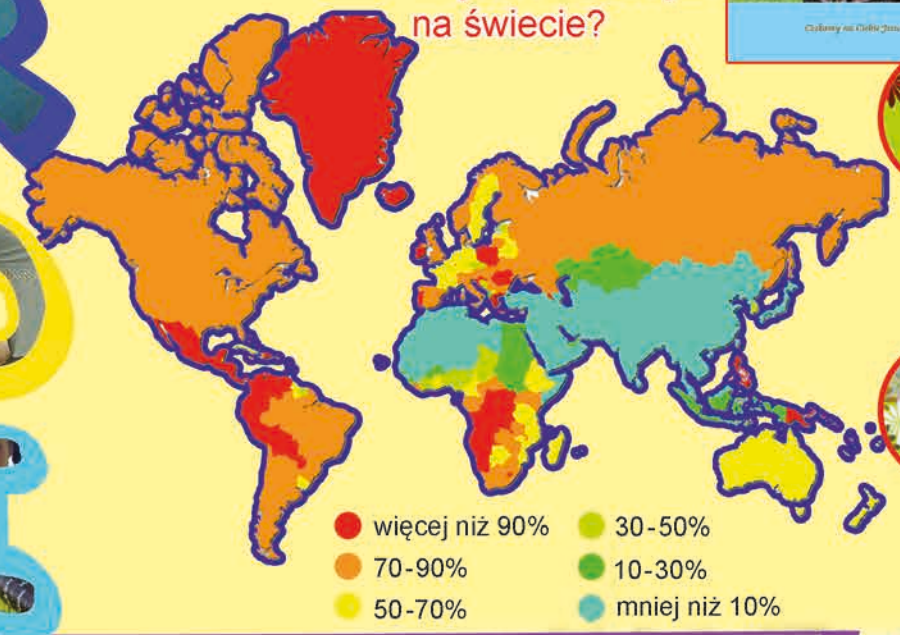 na świecie?
więcej niż 90%
70-90%
50-70%
30-50%
10-30%
mniej niż 10%